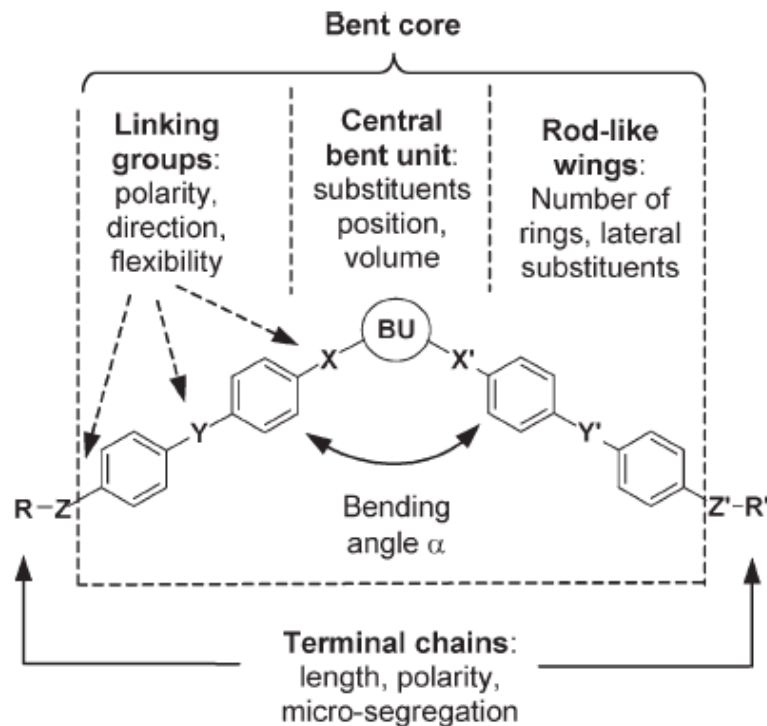 Bent core
Linking
groups:
polarity,
direction,
flexibility
Central
bent unit:
substituents
position,
volume
Rod-like
wings:
Number of
rings, lateral
substituents
BU
X
X'
Y
Y'
R-Z
Z'-R'
Bending
angle α
Terminal chains:
length, polarity,
micro-segregation